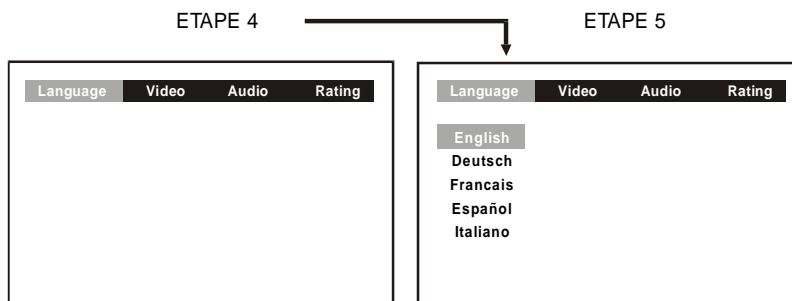 ETAPE 4
ETAPE 5
Language Video Audio Rating
Language Video Audio Rating
English
Deutsch
Francais
Español
Italiano